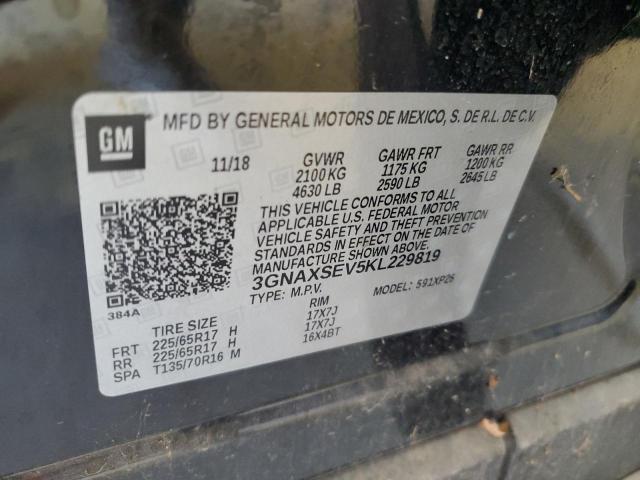 GM
MFD BY GENERAL MOTORS DE MEXICO, S. DE R.L. DE C.V.
11/18 GVWR GAWR FRT GAWR RR
2100 KG 1175 KG 1200 KG
4630 LB 2590 LB 2645 LB
THIS VEHICLE CONFORMS TO ALL
APPLICABLE U.S. FEDERAL MOTOR
VEHICLE SAFETY AND THEFT PREVENTION
STANDARDS IN EFFECT ON THE DATE OF
MANUFACTURE SHOWN ABOVE.
3GNAXSEV5KL229819
TYPE: M.P.V. MODEL: 591XP26
384A
TIRE SIZE RIM
FRT 225/65R17 H 17X7J
RR 225/65R17 H 17X7J
SPA T135/70R16 M 16X4BT